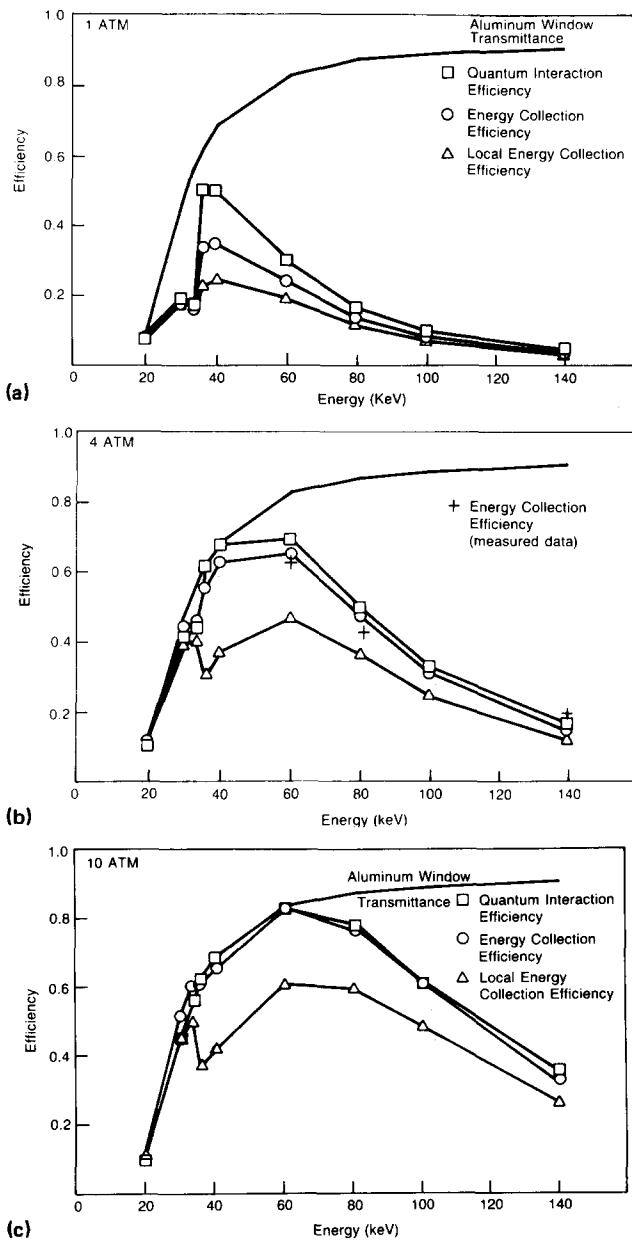 1 ATM
Aluminum Window
Transmittance
Quantum Interaction
Efficiency
Energy Collection
Efficiency
Local Energy Collection
Efficiency
Efficiency
1.0
0.8
0.6
0.4
0.2
0
20
40
60
80
100
120
140
Energy (KeV)
(a)
4 ATM
Energy Collection
Efficiency
(measured data)
Efficiency
1.0
0.8
0.6
0.4
0.2
0
20
40
60
80
100
120
140
Energy (keV)
(b)
10 ATM
Aluminum Window
Transmittance
Quantum Interaction
Efficiency
Energy Collection
Efficiency
Local Energy
Collection Efficiency
Efficiency
1.0
0.8
0.6
0.4
0.2
0
20
40
60
80
100
120
140
Energy (keV)
(c)